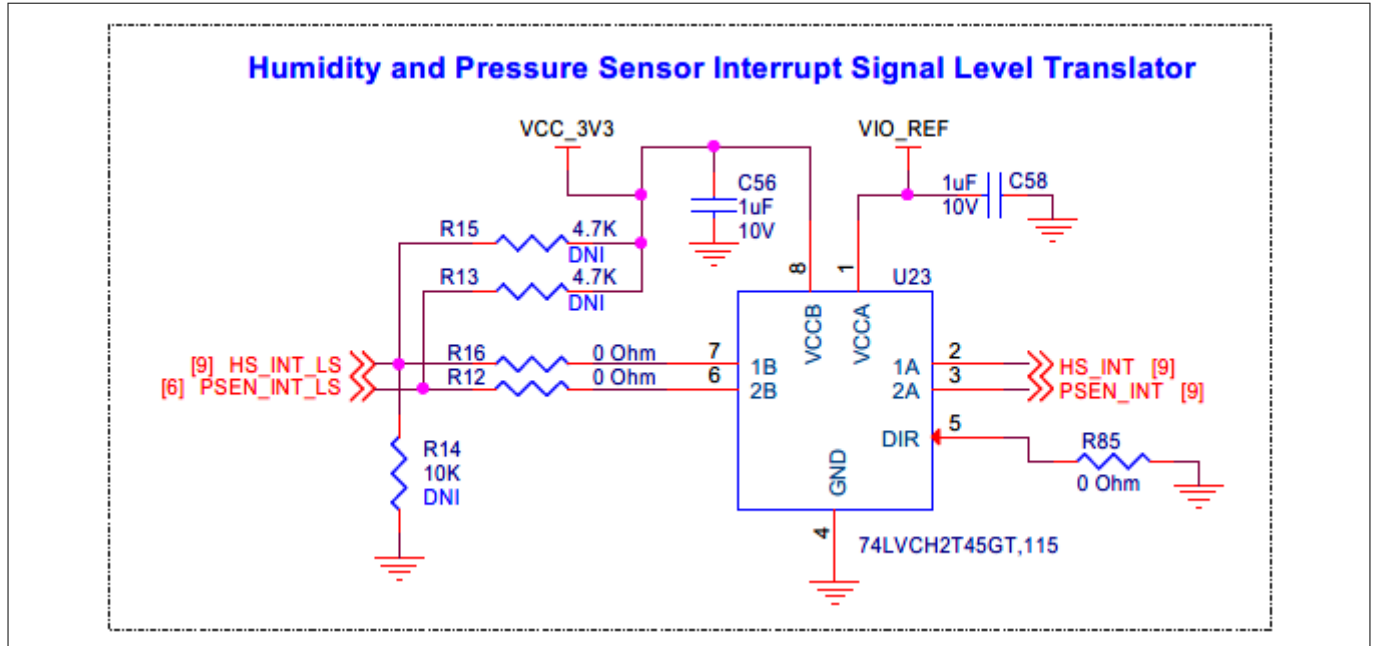 Humidity and Pressure Sensor Interrupt Signal Level Translator
VCC_3V3
VIO_REF
C56
1uF
10V
1uF
10V
C58
R15
4.7K
DNI
R13
4.7K
DNI
8
1
U23
VCCB
VCCA
[9] HS_INT_LS
[6] PSEN_INT_LS
R16
0 Ohm
R12
0 Ohm
7
6
1B
2B
1A
2A
2
3
HS_INT [9]
PSEN_INT [9]
DIR
5
R85
0 Ohm
R14
10K
DNI
GND
4
74LVCH2T45GT,115